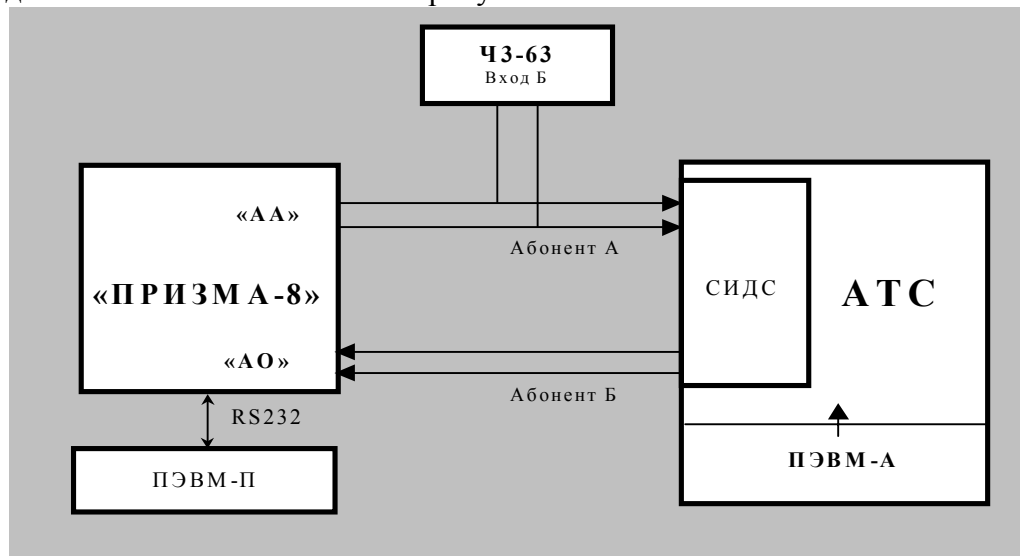 Ч3-63
Вход Б
«АА»
Абонент А
«ПРИЗМА-8»
СИДС
АТС
«АО»
Абонент Б
RS232
ПЭВМ-А
ПЭВМ-П